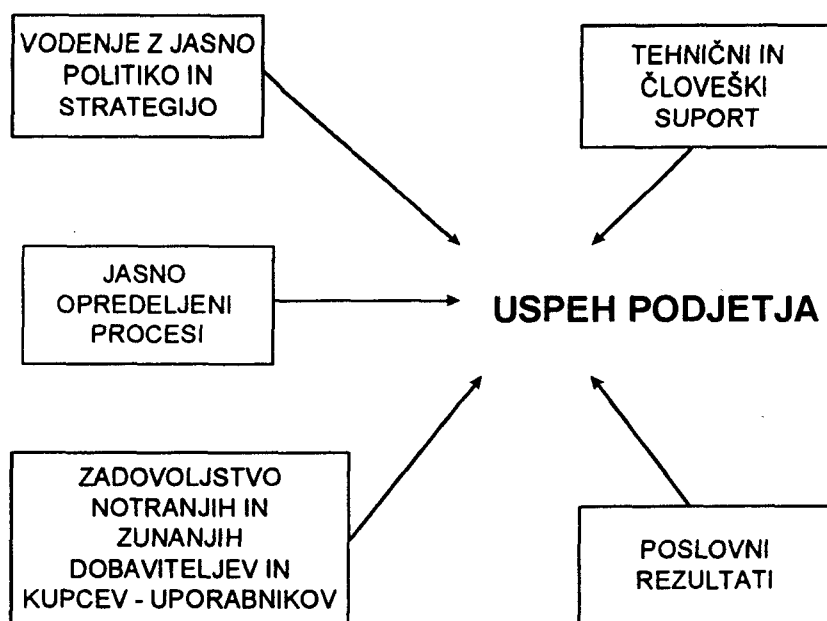 VODENJE Z JASNO
POLITIKO IN
STRATEGIJO
TEHNIČNI IN
ČLOVEŠKI
SUPORT
JASNO
OPREDELJENI
PROCESI
USPEH PODJETJA
ZADOVOLJSTVO
NOTRANJIH IN
ZUNANJIH
DOBAVITELJEV IN
KUPCEV - UPORABNIKOV
POSLOVNI
REZULTATI